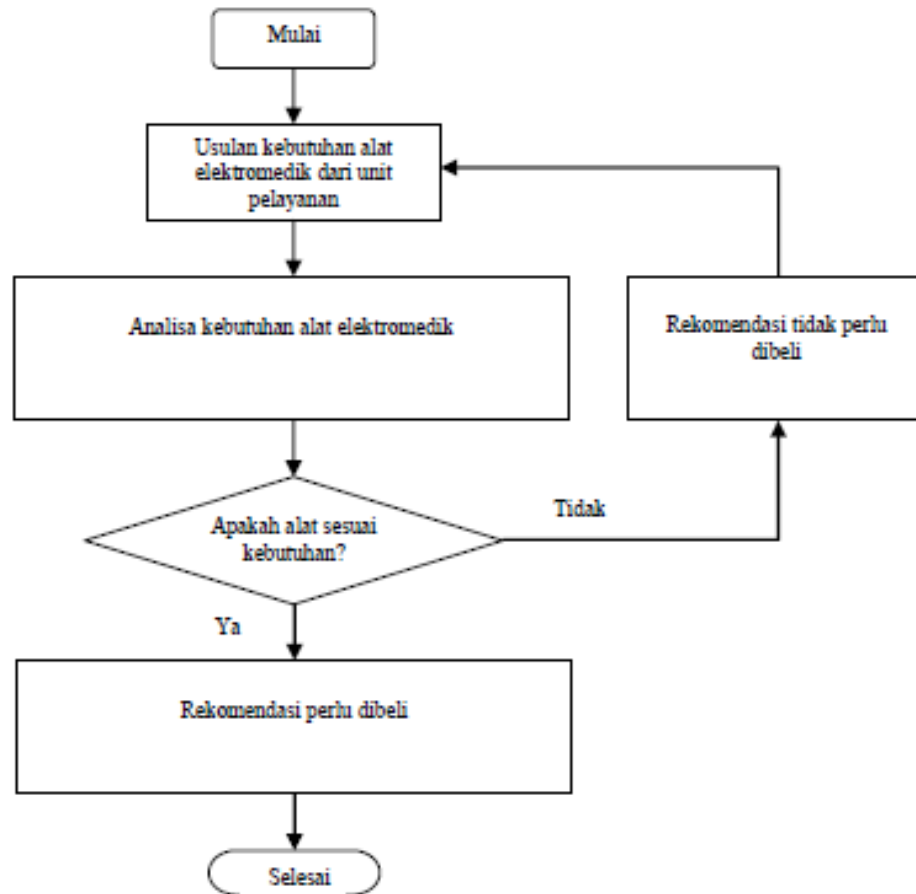 Mulai
Usulan kebutuhan alat
elektromedik dari unit
pelayanan
Analisa kebutuhan alat elektromedik
Rekomendasi tidak perlu
dibeli
Tidak
Apakah alat sesuai
kebutuhan?
Ya
Rekomendasi perlu dibeli
Selesai